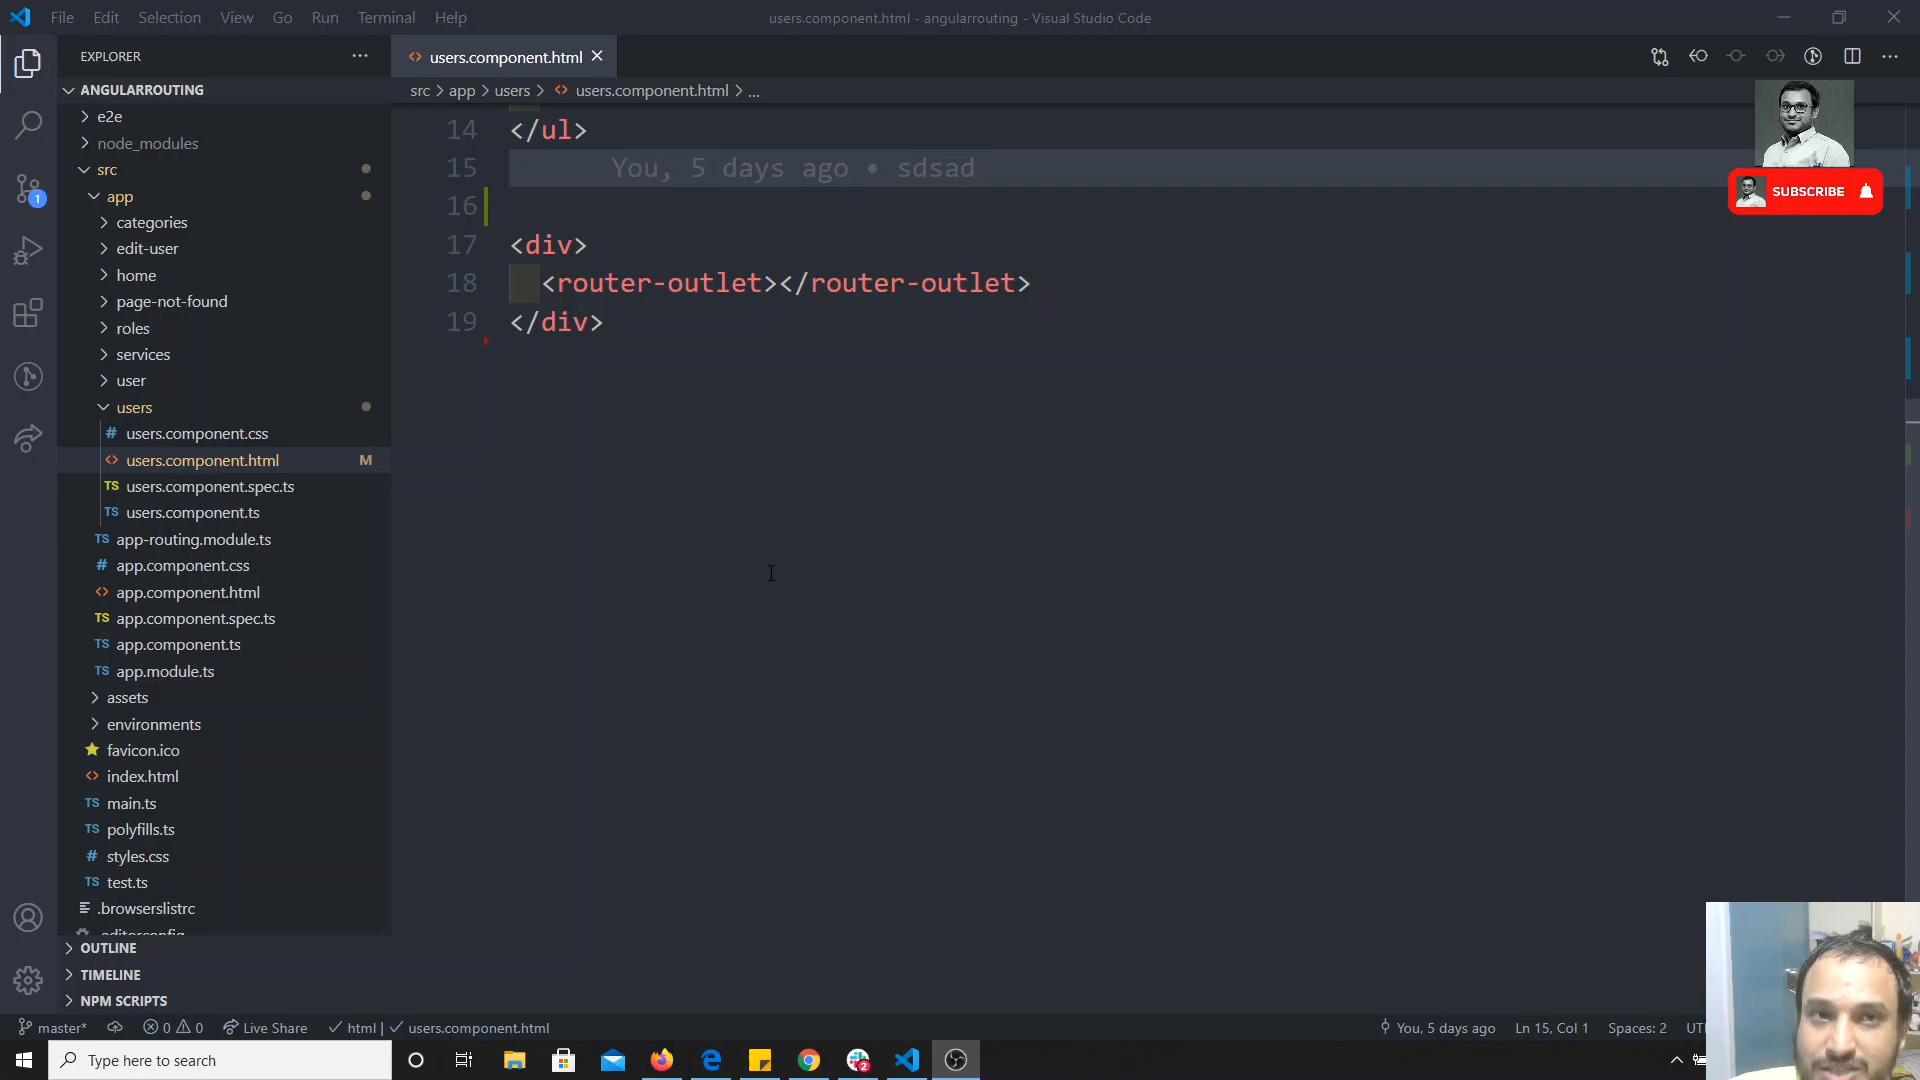 File Edit Selection View Go Run Terminal Help
users.component.html - angularrouting - Visual Studio Code
EXPLORER
users.component.html
ANGULARROUTING
src > app > users > users.component.html > ...
e2e
node_modules
src
app
categories
edit-user
home
page-not-found
roles
services
user
users
users.component.css
users.component.html M
users.component.spec.ts
users.component.ts
app-routing.module.ts
app.component.css
app.component.html
app.component.spec.ts
app.component.ts
app.module.ts
assets
environments
favicon.ico
index.html
main.ts
polyfills.ts
styles.css
test.ts
.browserslistrc
OUTLINE
TIMELINE
NPM SCRIPTS
14 </ul>
15 You, 5 days ago • sdsad
16
17 <div>
18 <router-outlet></router-outlet>
19 </div>
SUBSCRIBE
1
master* 0 0 Live Share html | users.component.html
You, 5 days ago Ln 15, Col 1 Spaces: 2
Type here to search
2